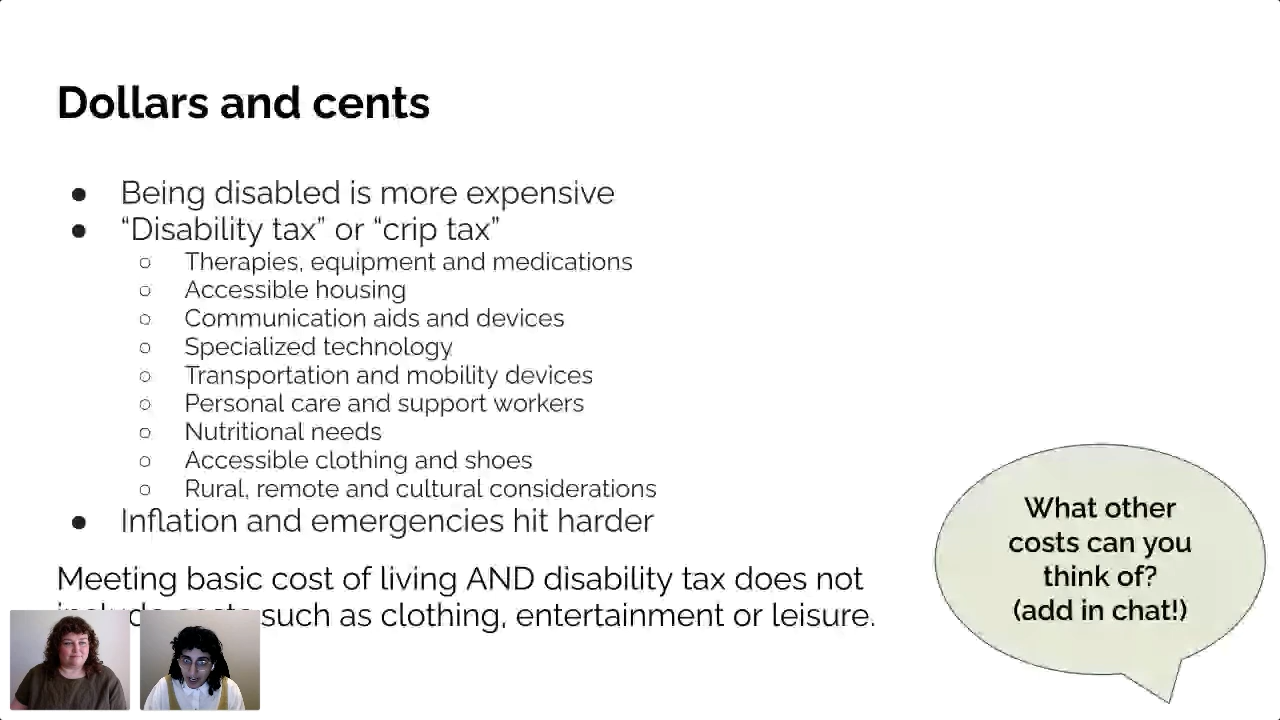 Dollars and cents
● Being disabled is more expensive
● “Disability tax” or “crip tax”
○ Therapies, equipment and medications
○ Accessible housing
○ Communication aids and devices
○ Specialized technology
○ Transportation and mobility devices
○ Personal care and support workers
○ Nutritional needs
○ Accessible clothing and shoes
○ Rural, remote and cultural considerations
● Inflation and emergencies hit harder
Meeting basic cost of living AND disability tax does not
include costs such as clothing, entertainment or leisure.
What other
costs can you
think of?
(add in chat!)